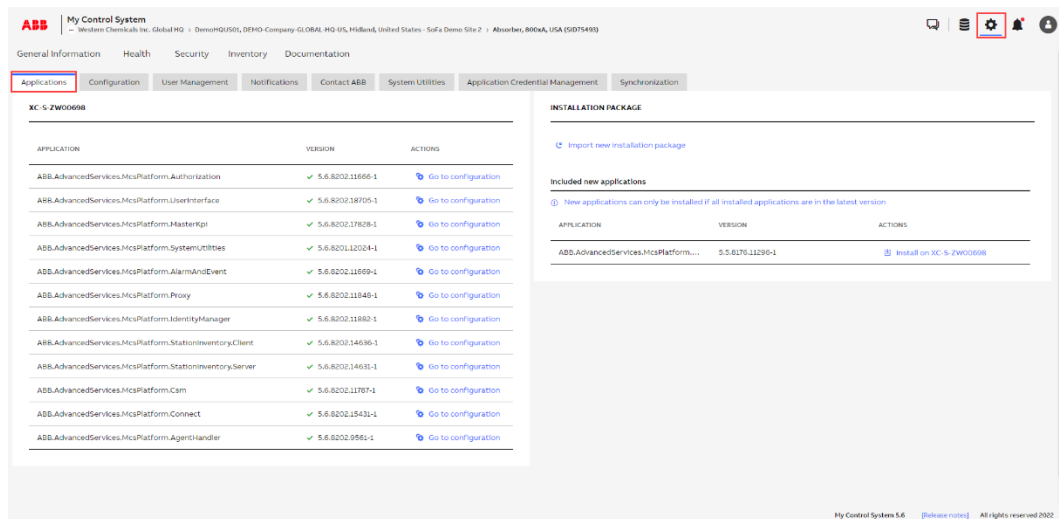 ABB
My Control System
— Western Chemicals Inc. Global HQ > DemoHQUS01, DEMO-Company-GLOBAL-HQ-US, Midland, United States - SoFa Demo Site 2 > Absorber, 800xA, USA (SID75493)
General Information Health Security Inventory Documentation
Applications Configuration User Management Notifications Contact ABB System Utilities Application Credential Management Synchronization
XC-S-ZW00698
APPLICATION VERSION ACTIONS
ABB.AdvancedServices.McsPlatform.Authorization 5.6.8202.11666-1 Go to configuration
ABB.AdvancedServices.McsPlatform.UserInterface 5.6.8202.18705-1 Go to configuration
ABB.AdvancedServices.McsPlatform.MasterKpi 5.6.8202.17828-1 Go to configuration
ABB.AdvancedServices.McsPlatform.SystemUtilities 5.6.8201.12024-1 Go to configuration
ABB.AdvancedServices.McsPlatform.AlarmAndEvent 5.6.8202.11669-1 Go to configuration
ABB.AdvancedServices.McsPlatform.Proxy 5.6.8202.11848-1 Go to configuration
ABB.AdvancedServices.McsPlatform.IdentityManager 5.6.8202.11882-1 Go to configuration
ABB.AdvancedServices.McsPlatform.StationInventory.Client 5.6.8202.14636-1 Go to configuration
ABB.AdvancedServices.McsPlatform.StationInventory.Server 5.6.8202.14631-1 Go to configuration
ABB.AdvancedServices.McsPlatform.Csm 5.6.8202.11787-1 Go to configuration
ABB.AdvancedServices.McsPlatform.Connect 5.6.8202.15431-1 Go to configuration
ABB.AdvancedServices.McsPlatform.AgentHandler 5.6.8202.9561-1 Go to configuration
INSTALLATION PACKAGE
Import new installation package
Included new applications
New applications can only be installed if all installed applications are in the latest version
APPLICATION VERSION ACTIONS
ABB.AdvancedServices.McsPlatform.... 5.5.8176.11296-1 Install on XC-S-ZW00698
My Control System 5.6 [Release notes] All rights reserved 2022